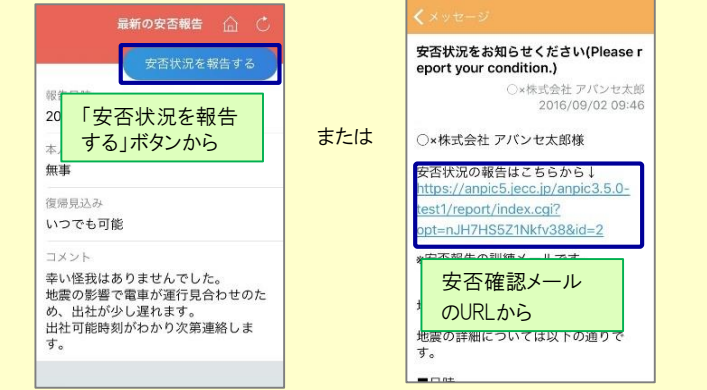 最新の安否報告
安否状況を報告する
「安否状況を報告
する」ボタンから
無事
復帰見込み
いつでも可能
コメント
幸い怪我はありませんでした。
地震の影響で電車が運行見合わせのた
め、出社が少し遅れます。
出社可能時刻がわかり次第連絡しま
す。
または
メッセージ
安否状況をお知らせください(Please r
eport your condition.)
○×株式会社 アバンセ太郎
2016/09/02 09:46
○×株式会社 アバンセ太郎様
安否状況の報告はこちらから↓
https://anpic5.jecc.jp/anpic3.5.0-
test1/report/index.cgi?
opt=nJH7HS5Z1Nkfv38&id=2
安否確認メール
のURLから
地震の詳細については以下の通りで
す。